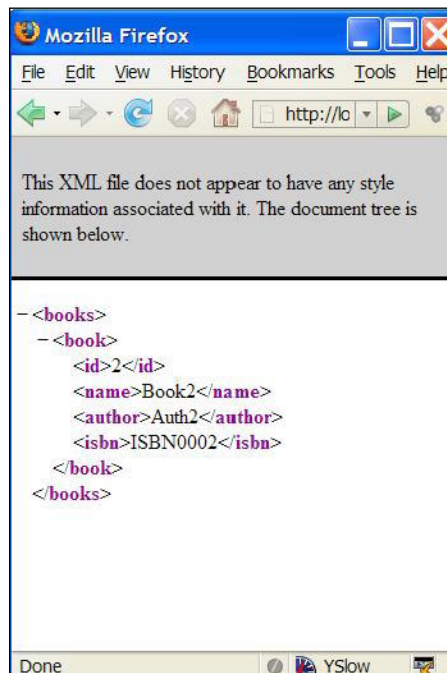 Mozilla Firefox
File Edit View History Bookmarks Tools Help
http://lo
This XML file does not appear to have any style
information associated with it. The document tree is
shown below.
− <books>
− <book>
<id>2</id>
<name>Book2</name>
<author>Auth2</author>
<isbn>ISBN0002</isbn>
</book>
</books>
Done YSlow